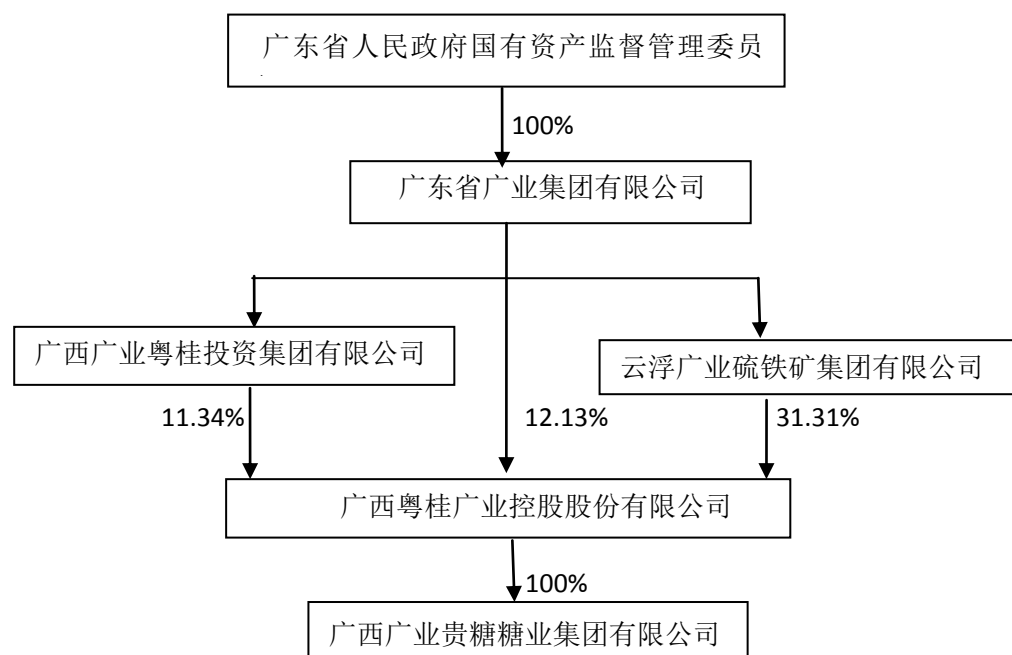 广东省人民政府国有资产监督管理委员
100%
广东省广业集团有限公司
广西广业粤桂投资集团有限公司
云浮广业硫铁矿集团有限公司
11.34%
12.13%
31.31%
广西粤桂广业控股股份有限公司
100%
广西广业贵糖糖业集团有限公司